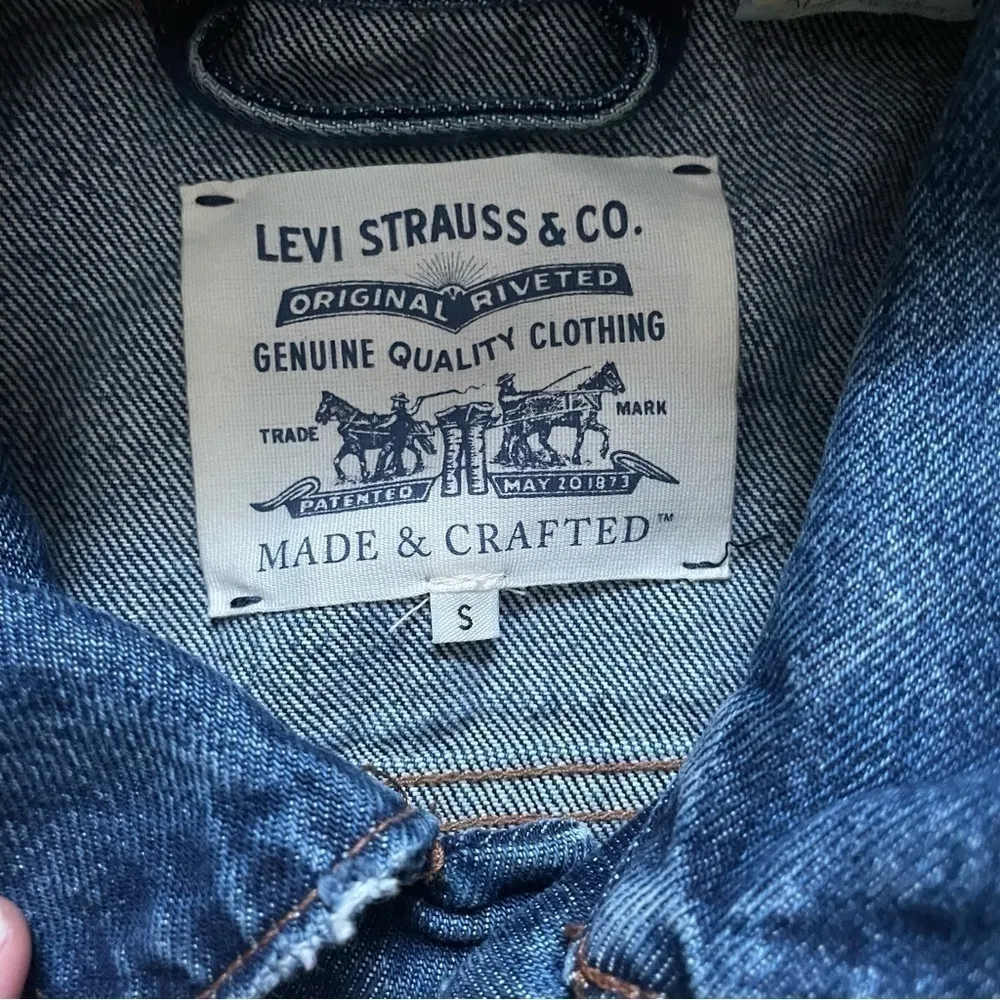 LEVI STRAUSS & CO.
ORIGINAL RIVETED
GENUINE QUALITY CLOTHING
TRADE MARK
PATENTED MAY 20 1873
MADE & CRAFTED™
S